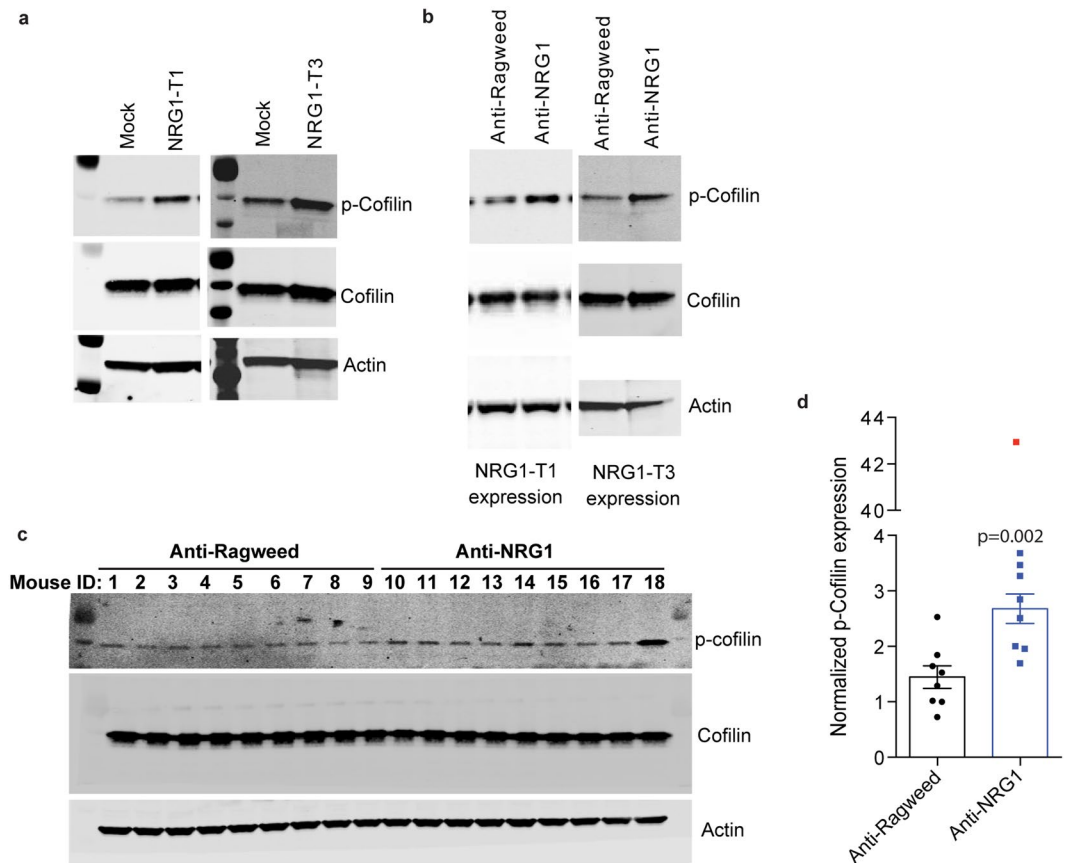 a
Mock
NRG1-T1
Mock
NRG1-T3
p-Cofilin
Cofilin
Actin
b
Anti-Ragweed
Anti-NRG1
Anti-Ragweed
Anti-NRG1
p-Cofilin
Cofilin
Actin
NRG1-T1
expression
NRG1-T3
expression
c
Anti-Ragweed
Anti-NRG1
Mouse ID: 1 2 3 4 5 6 7 8 9 10 11 12 13 14 15 16 17 18
p-cofilin
Cofilin
Actin
d
Normalized p-Cofilin expression
44
42
40
4
3
2
1
0
p=0.002
Anti-Ragweed
Anti-NRG1